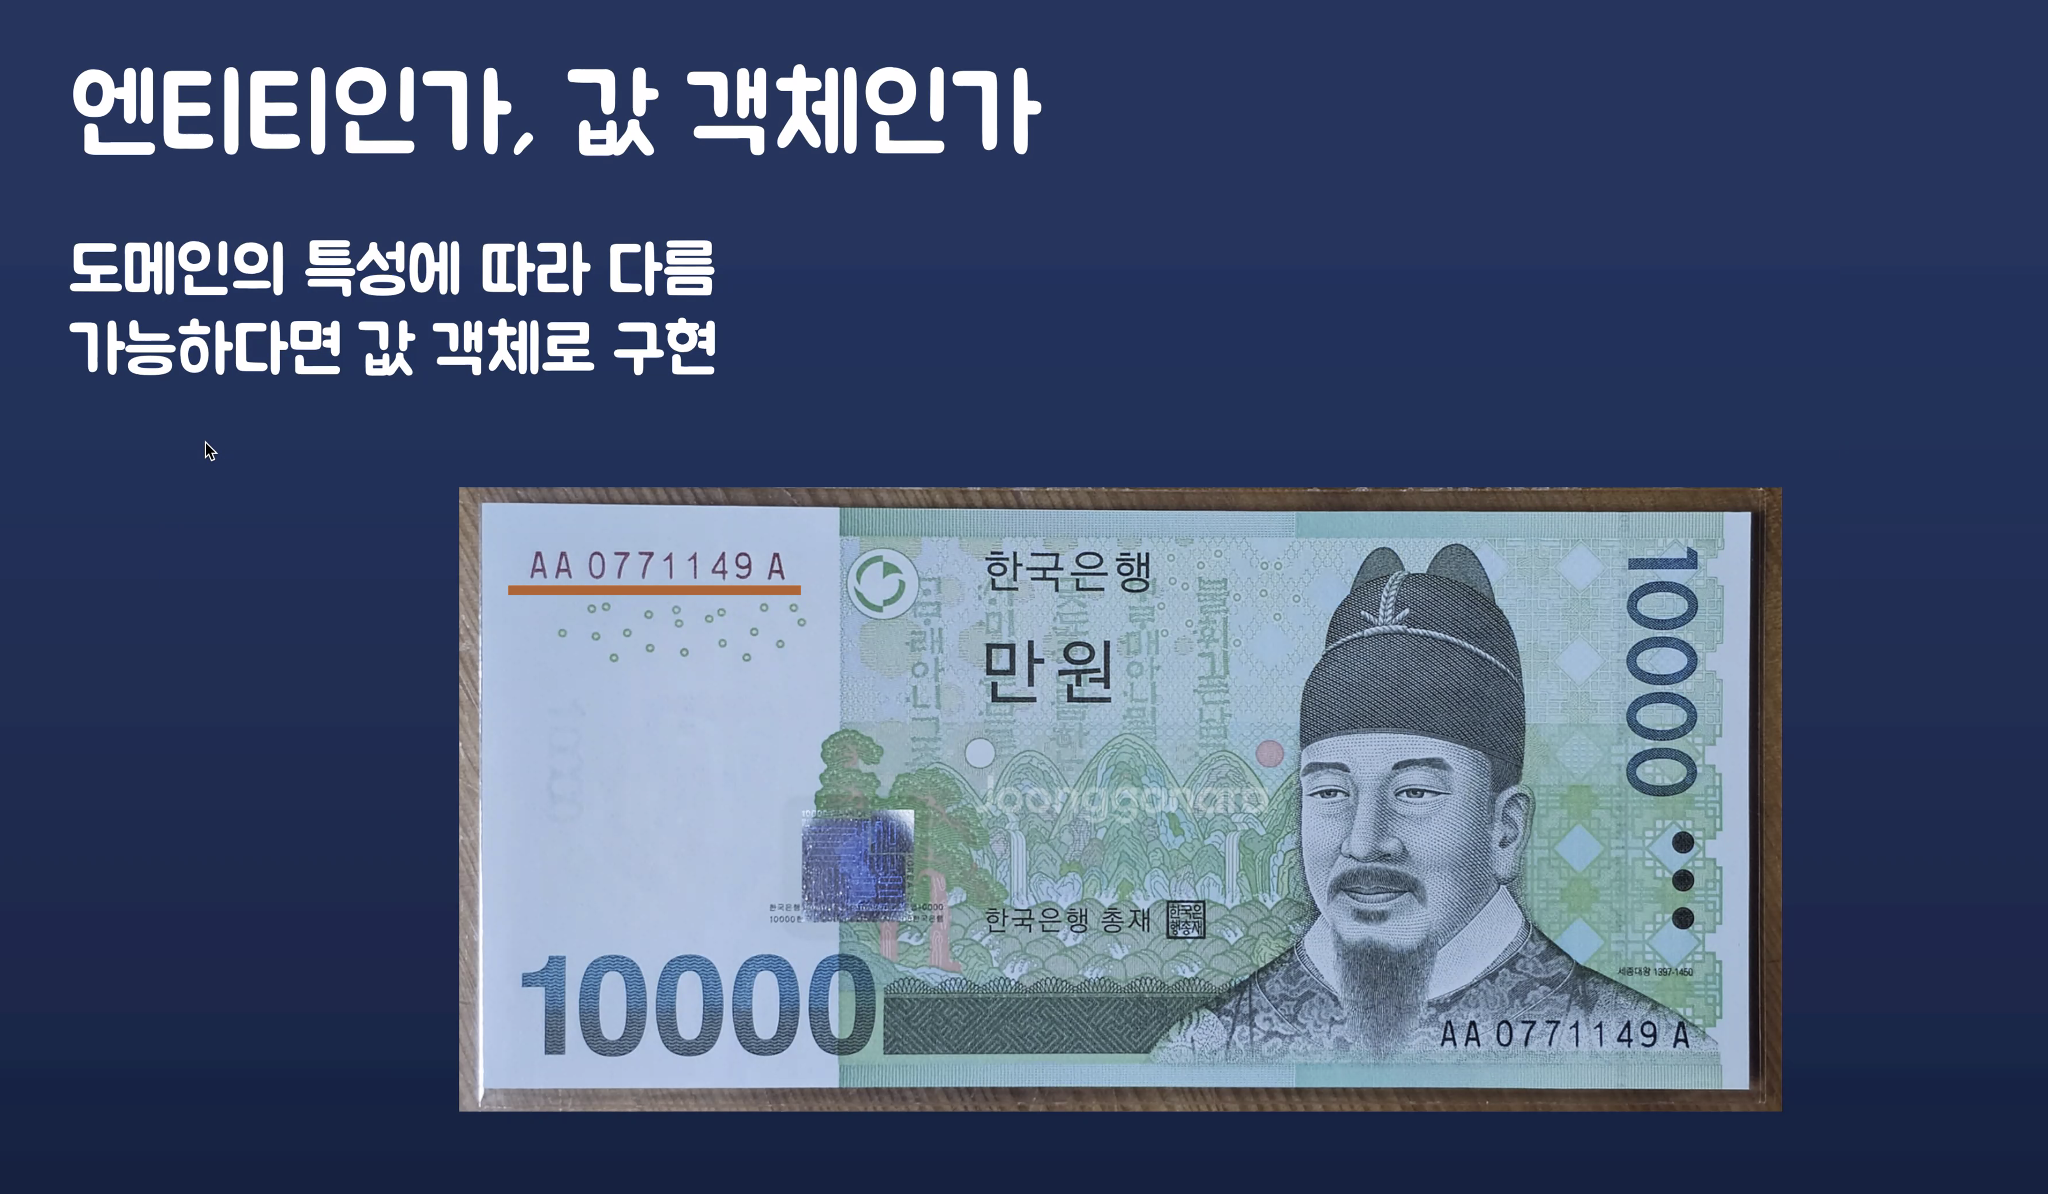 엔티티인가, 값 객체인가
도메인의 특성에 따라 다름
가능하다면 값 객체로 구현
AA 0771149 A
한국은행
만원
10000
joonggonara
한국은행 총재
세종대왕 1397-1450
AA 0771149 A
10000